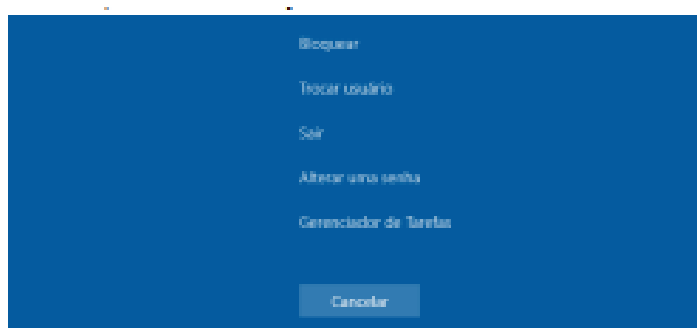 Bloquear
Trocar usuário
Sair
Alterar uma senha
Gerenciador de Tarefas
Cancelar